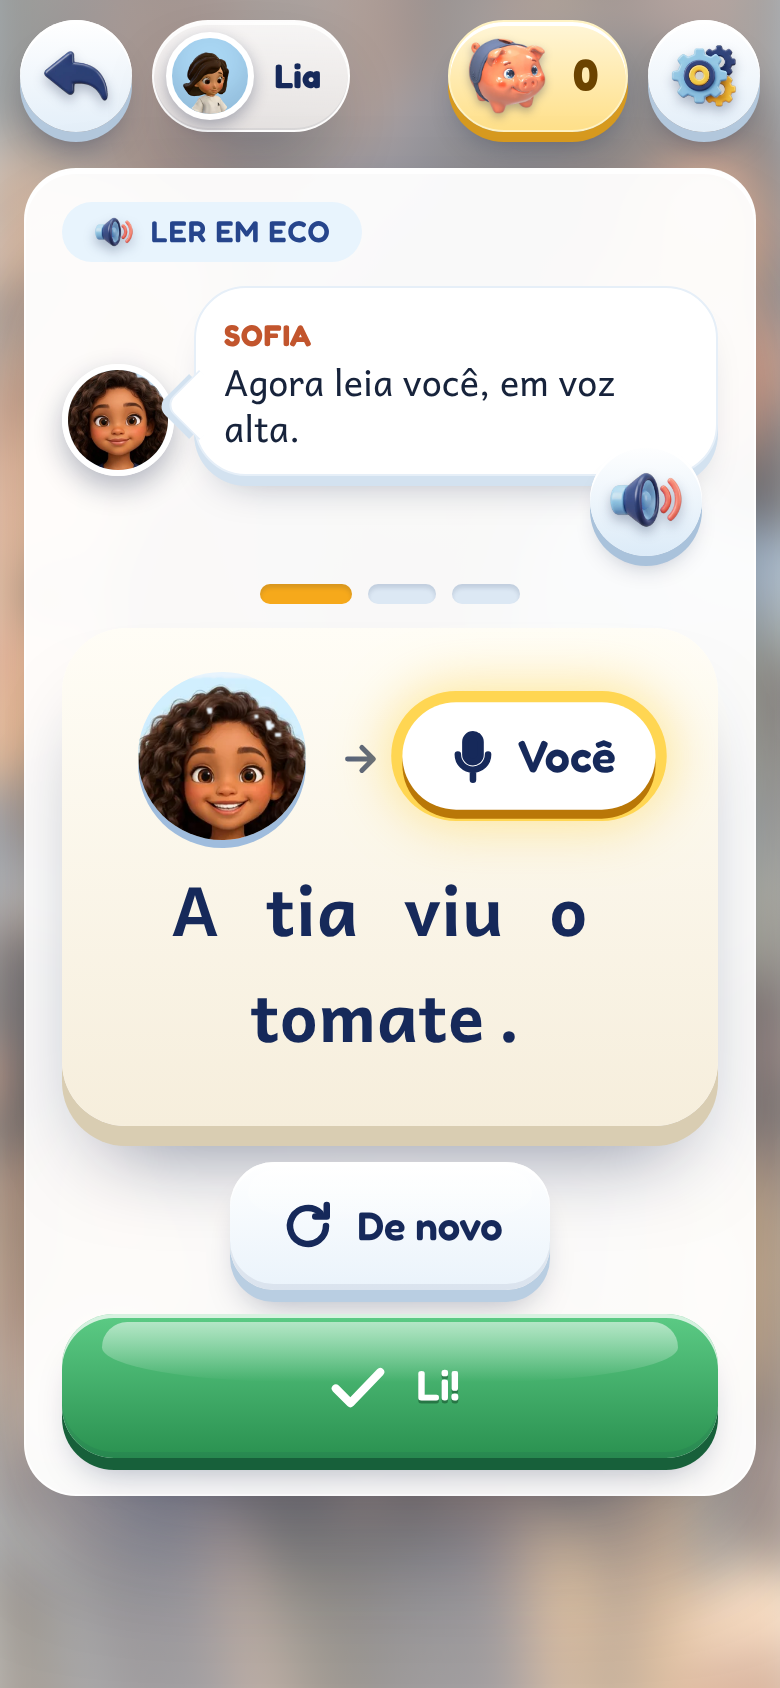 Lia
0
LER EM ECO
SOFIA
Agora leia você, em voz
alta.
Você
A tia viu o
tomate .
De novo
Li!